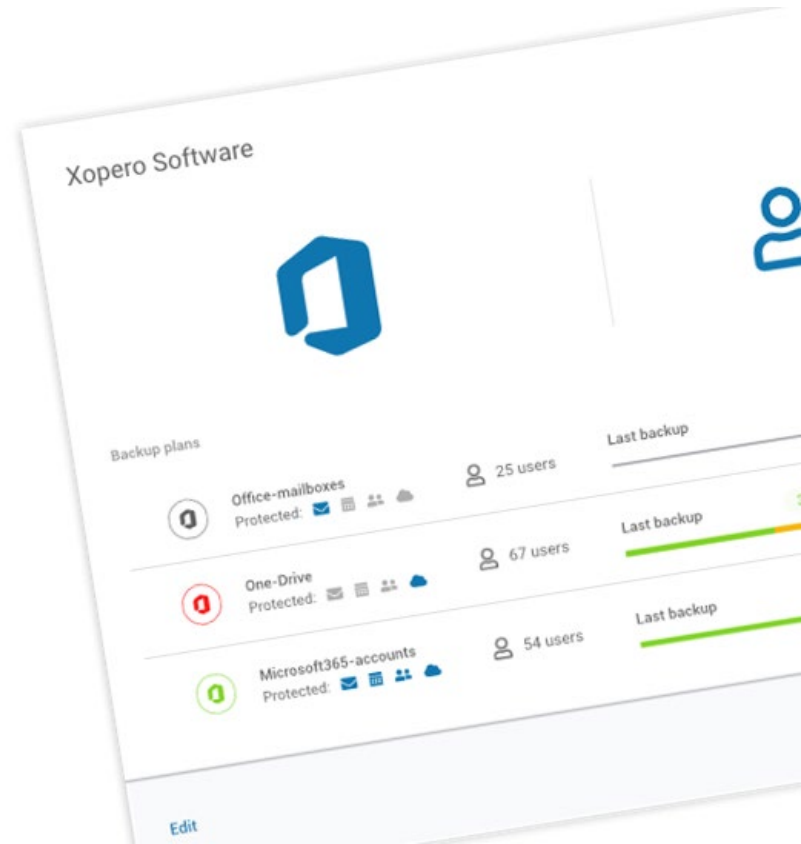 Xopero Software
Backup plans
Office-mailboxes
Protected:
25 users
Last backup
One-Drive
Protected:
67 users
Last backup
Microsoft365-accounts
Protected:
54 users
Last backup
Edit